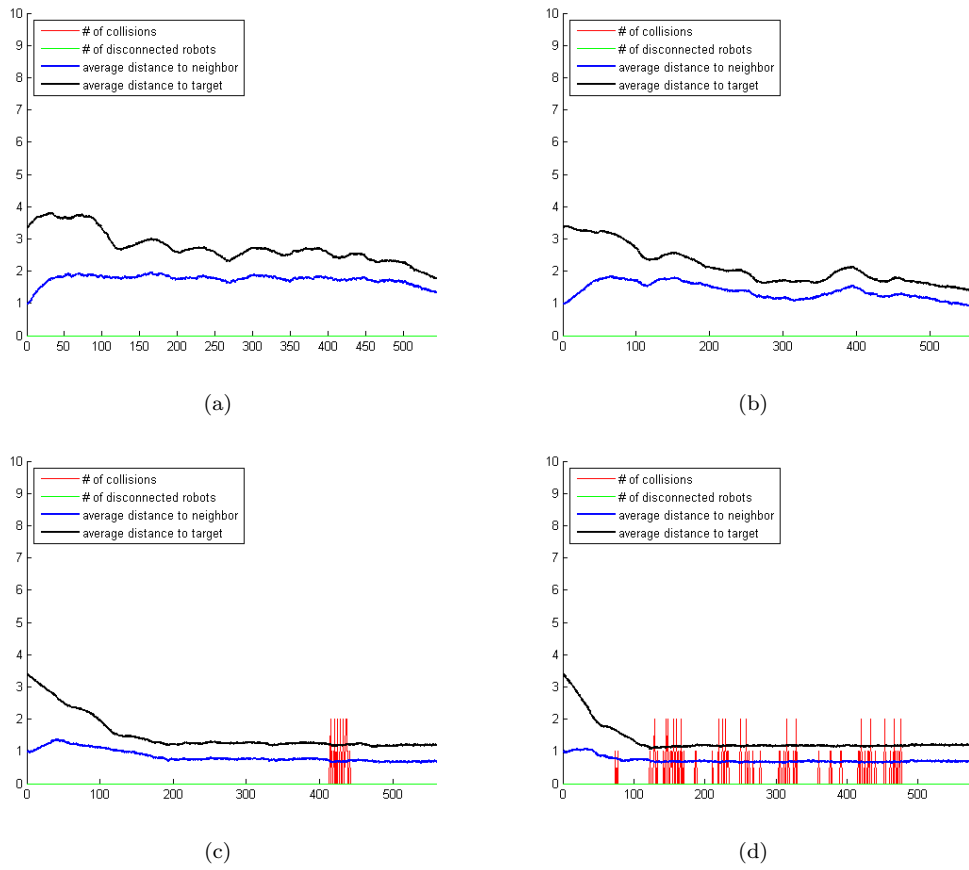 10
9
8
7
6
5
4
3
2
1
0
# of collisions
# of disconnected robots
average distance to neighbor
average distance to target
0 50 100 150 200 250 300 350 400 450 500
(a)
10
9
8
7
6
5
4
3
2
1
0
# of collisions
# of disconnected robots
average distance to neighbor
average distance to target
0 100 200 300 400 500
(b)
10
9
8
7
6
5
4
3
2
1
0
# of collisions
# of disconnected robots
average distance to neighbor
average distance to target
0 100 200 300 400 500
(c)
10
9
8
7
6
5
4
3
2
1
0
# of collisions
# of disconnected robots
average distance to neighbor
average distance to target
0 100 200 300 400 500
(d)